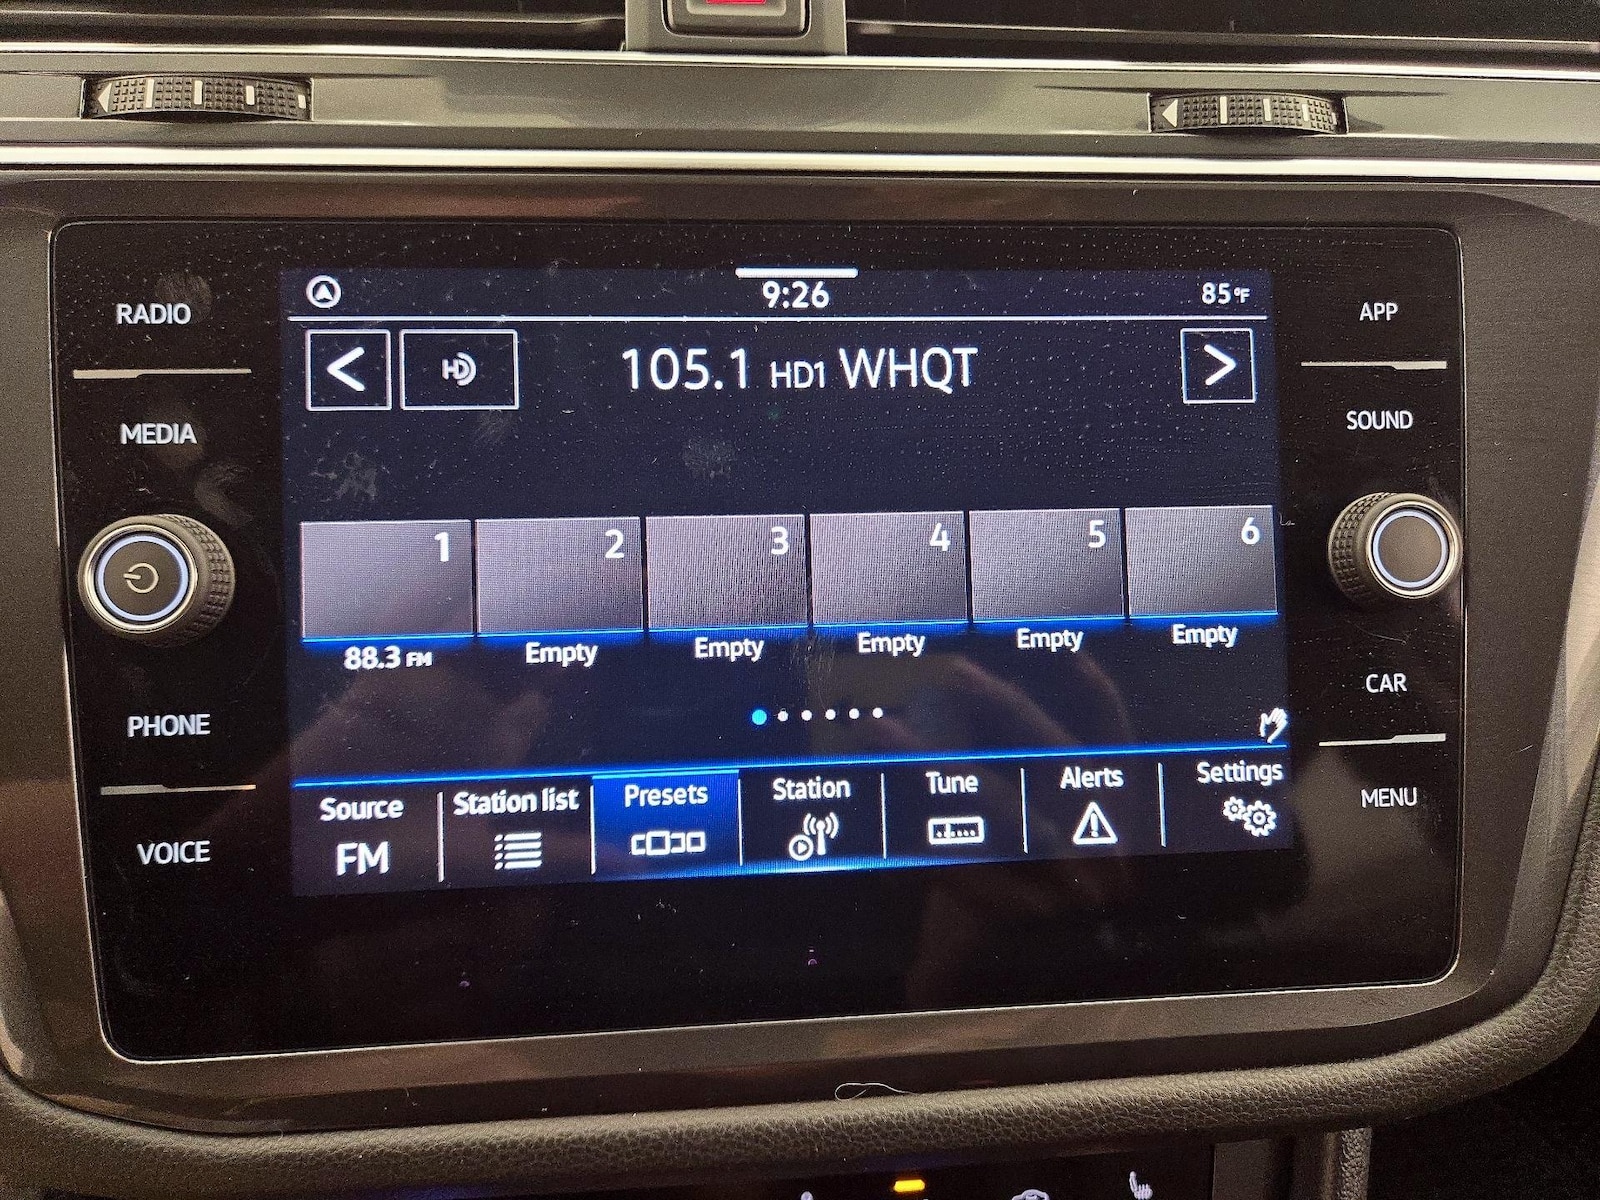 9:26
85°F
RADIO
APP
HD
105.1 HD1 WHQT
MEDIA
SOUND
1
2
3
4
5
6
88.3 FM
Empty
Empty
Empty
Empty
Empty
PHONE
CAR
Source
Station list
Presets
Station
Tune
Alerts
Settings
FM
VOICE
MENU